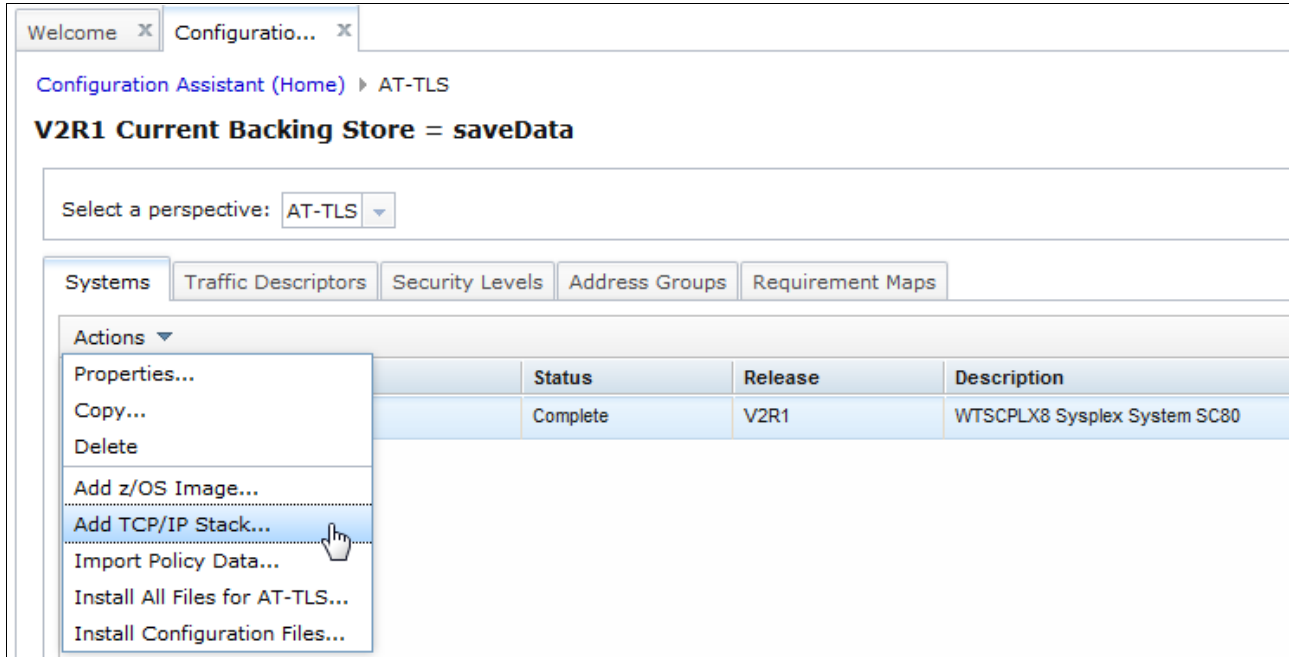 Welcome x Configuratio... x
Configuration Assistant (Home) AT-TLS
V2R1 Current Backing Store = saveData
Select a perspective: AT-TLS
Systems Traffic Descriptors Security Levels Address Groups Requirement Maps
Actions
Status Release Description
Complete V2R1 WTSCPLX8 Sysplex System SC80
Properties...
Copy...
Delete
Add z/OS Image...
Add TCP/IP Stack...
Import Policy Data...
Install All Files for AT-TLS...
Install Configuration Files...